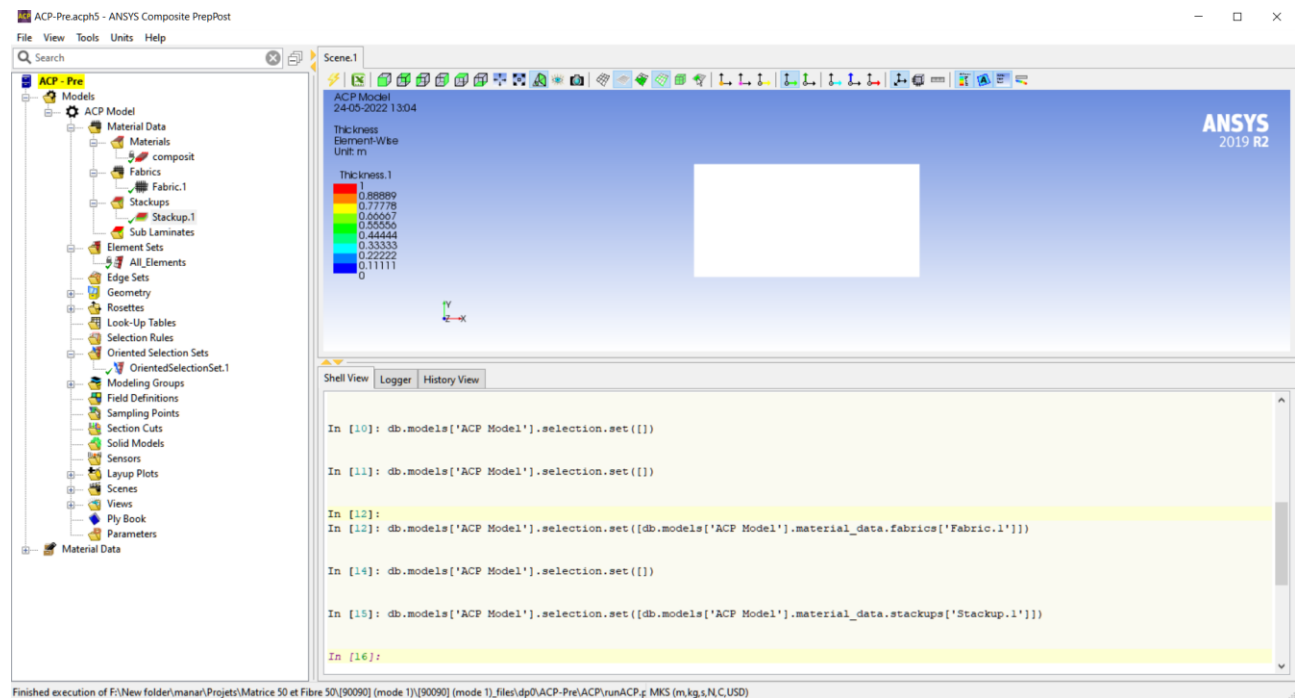 ACP-Pre.acph5 - ANSYS Composite PrepPost
File View Tools Units Help
Search
ACP - Pre
Models
ACP Model
Material Data
Materials
composit
Fabrics
Fabric.1
Stackups
Stackup.1
Sub Laminates
Element Sets
All_Elements
Edge Sets
Geometry
Rosettes
Look-Up Tables
Selection Rules
Oriented Selection Sets
OrientedSelectionSet.1
Modeling Groups
Field Definitions
Sampling Points
Section Cuts
Solid Models
Sensors
Layup Plots
Scenes
Views
Ply Book
Parameters
Material Data
Scene.1
ACP Model
24-05-2022 13:04
Thickness
Element-Wise
Unit: m
Thickness.1
1
0.88889
0.77778
0.66667
0.55556
0.44444
0.33333
0.22222
0.11111
0
ANSYS
2019 R2
Y
Z X
Shell View Logger History View
In [10]: db.models['ACP Model'].selection.set([])
In [11]: db.models['ACP Model'].selection.set([])
In [12]:
In [12]: db.models['ACP Model'].selection.set([db.models['ACP Model'].material_data.fabrics['Fabric.1']])
In [14]: db.models['ACP Model'].selection.set([])
In [15]: db.models['ACP Model'].selection.set([db.models['ACP Model'].material_data.stackups['Stackup.1']])
In [16]:
Finished execution of F:\New folder\manar\Projets\Matrice 50 et Fibre 50\[90090] (mode 1)\[90090] (mode 1)_files\dp0\ACP-Pre\ACP\runACP.p MKS (m,kg,s,N,C,USD)